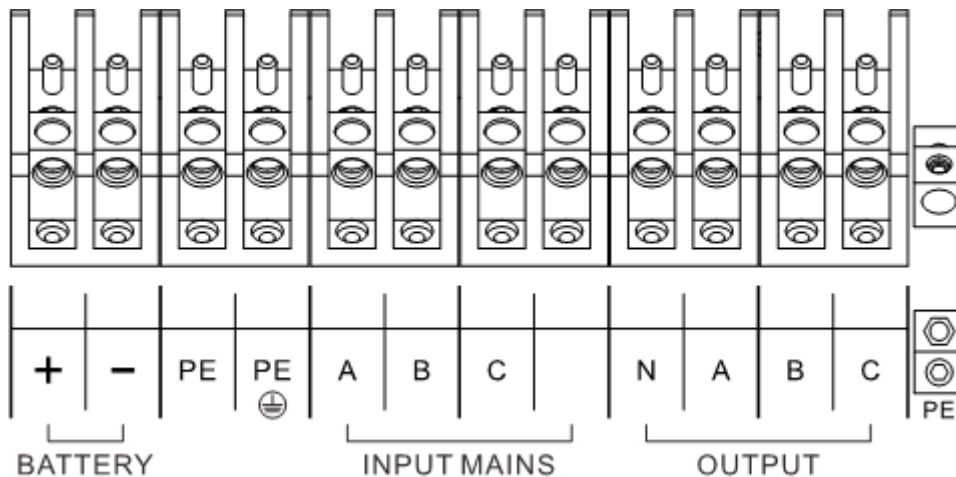 + − PE PE A B C N A B C
PE
BATTERY INPUT MAINS OUTPUT